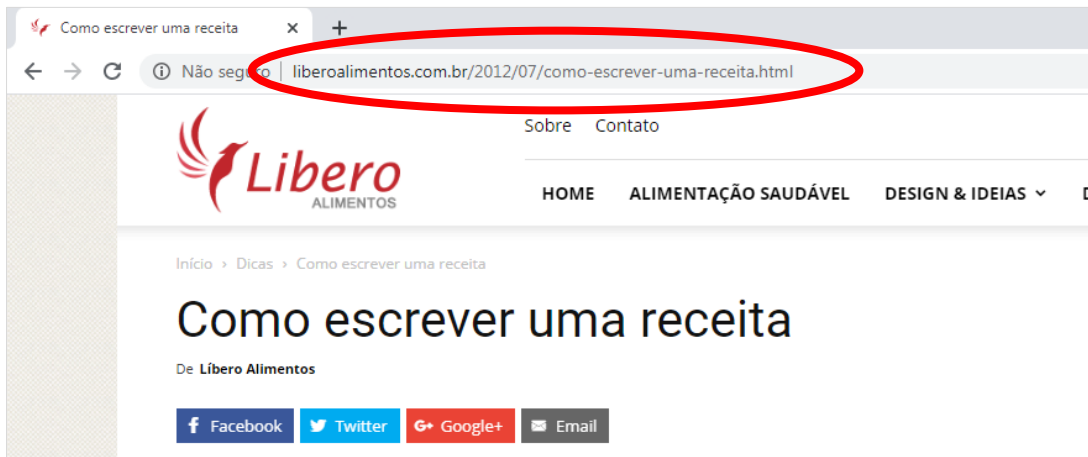 Como escrever uma receita
Não seguro | liberoalimentos.com.br/2012/07/como-escrever-uma-receita.html
Sobre Contato
Libero
ALIMENTOS
HOME ALIMENTAÇÃO SAUDÁVEL DESIGN & IDEIAS
Início › Dicas › Como escrever uma receita
Como escrever uma receita
De Líbero Alimentos
Facebook Twitter G+ Google+ Email